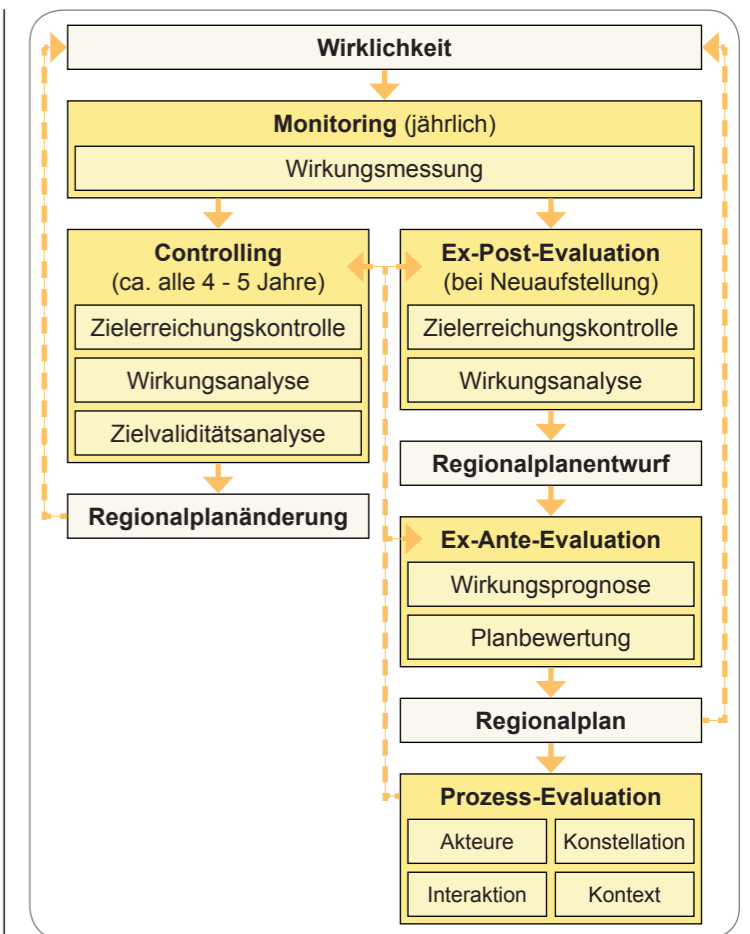 Wirklichkeit
Monitoring (jährlich)
Wirkungsmessung
Controlling
(ca. alle 4 - 5 Jahre)
Zielerreichungskontrolle
Wirkungsanalyse
Zielvaliditätsanalyse
Regionalplanänderung
Ex-Post-Evaluation
(bei Neuaufstellung)
Zielerreichungskontrolle
Wirkungsanalyse
Regionalplanentwurf
Ex-Ante-Evaluation
Wirkungsprognose
Planbewertung
Regionalplan
Prozess-Evaluation
Akteure
Konstellation
Interaktion
Kontext